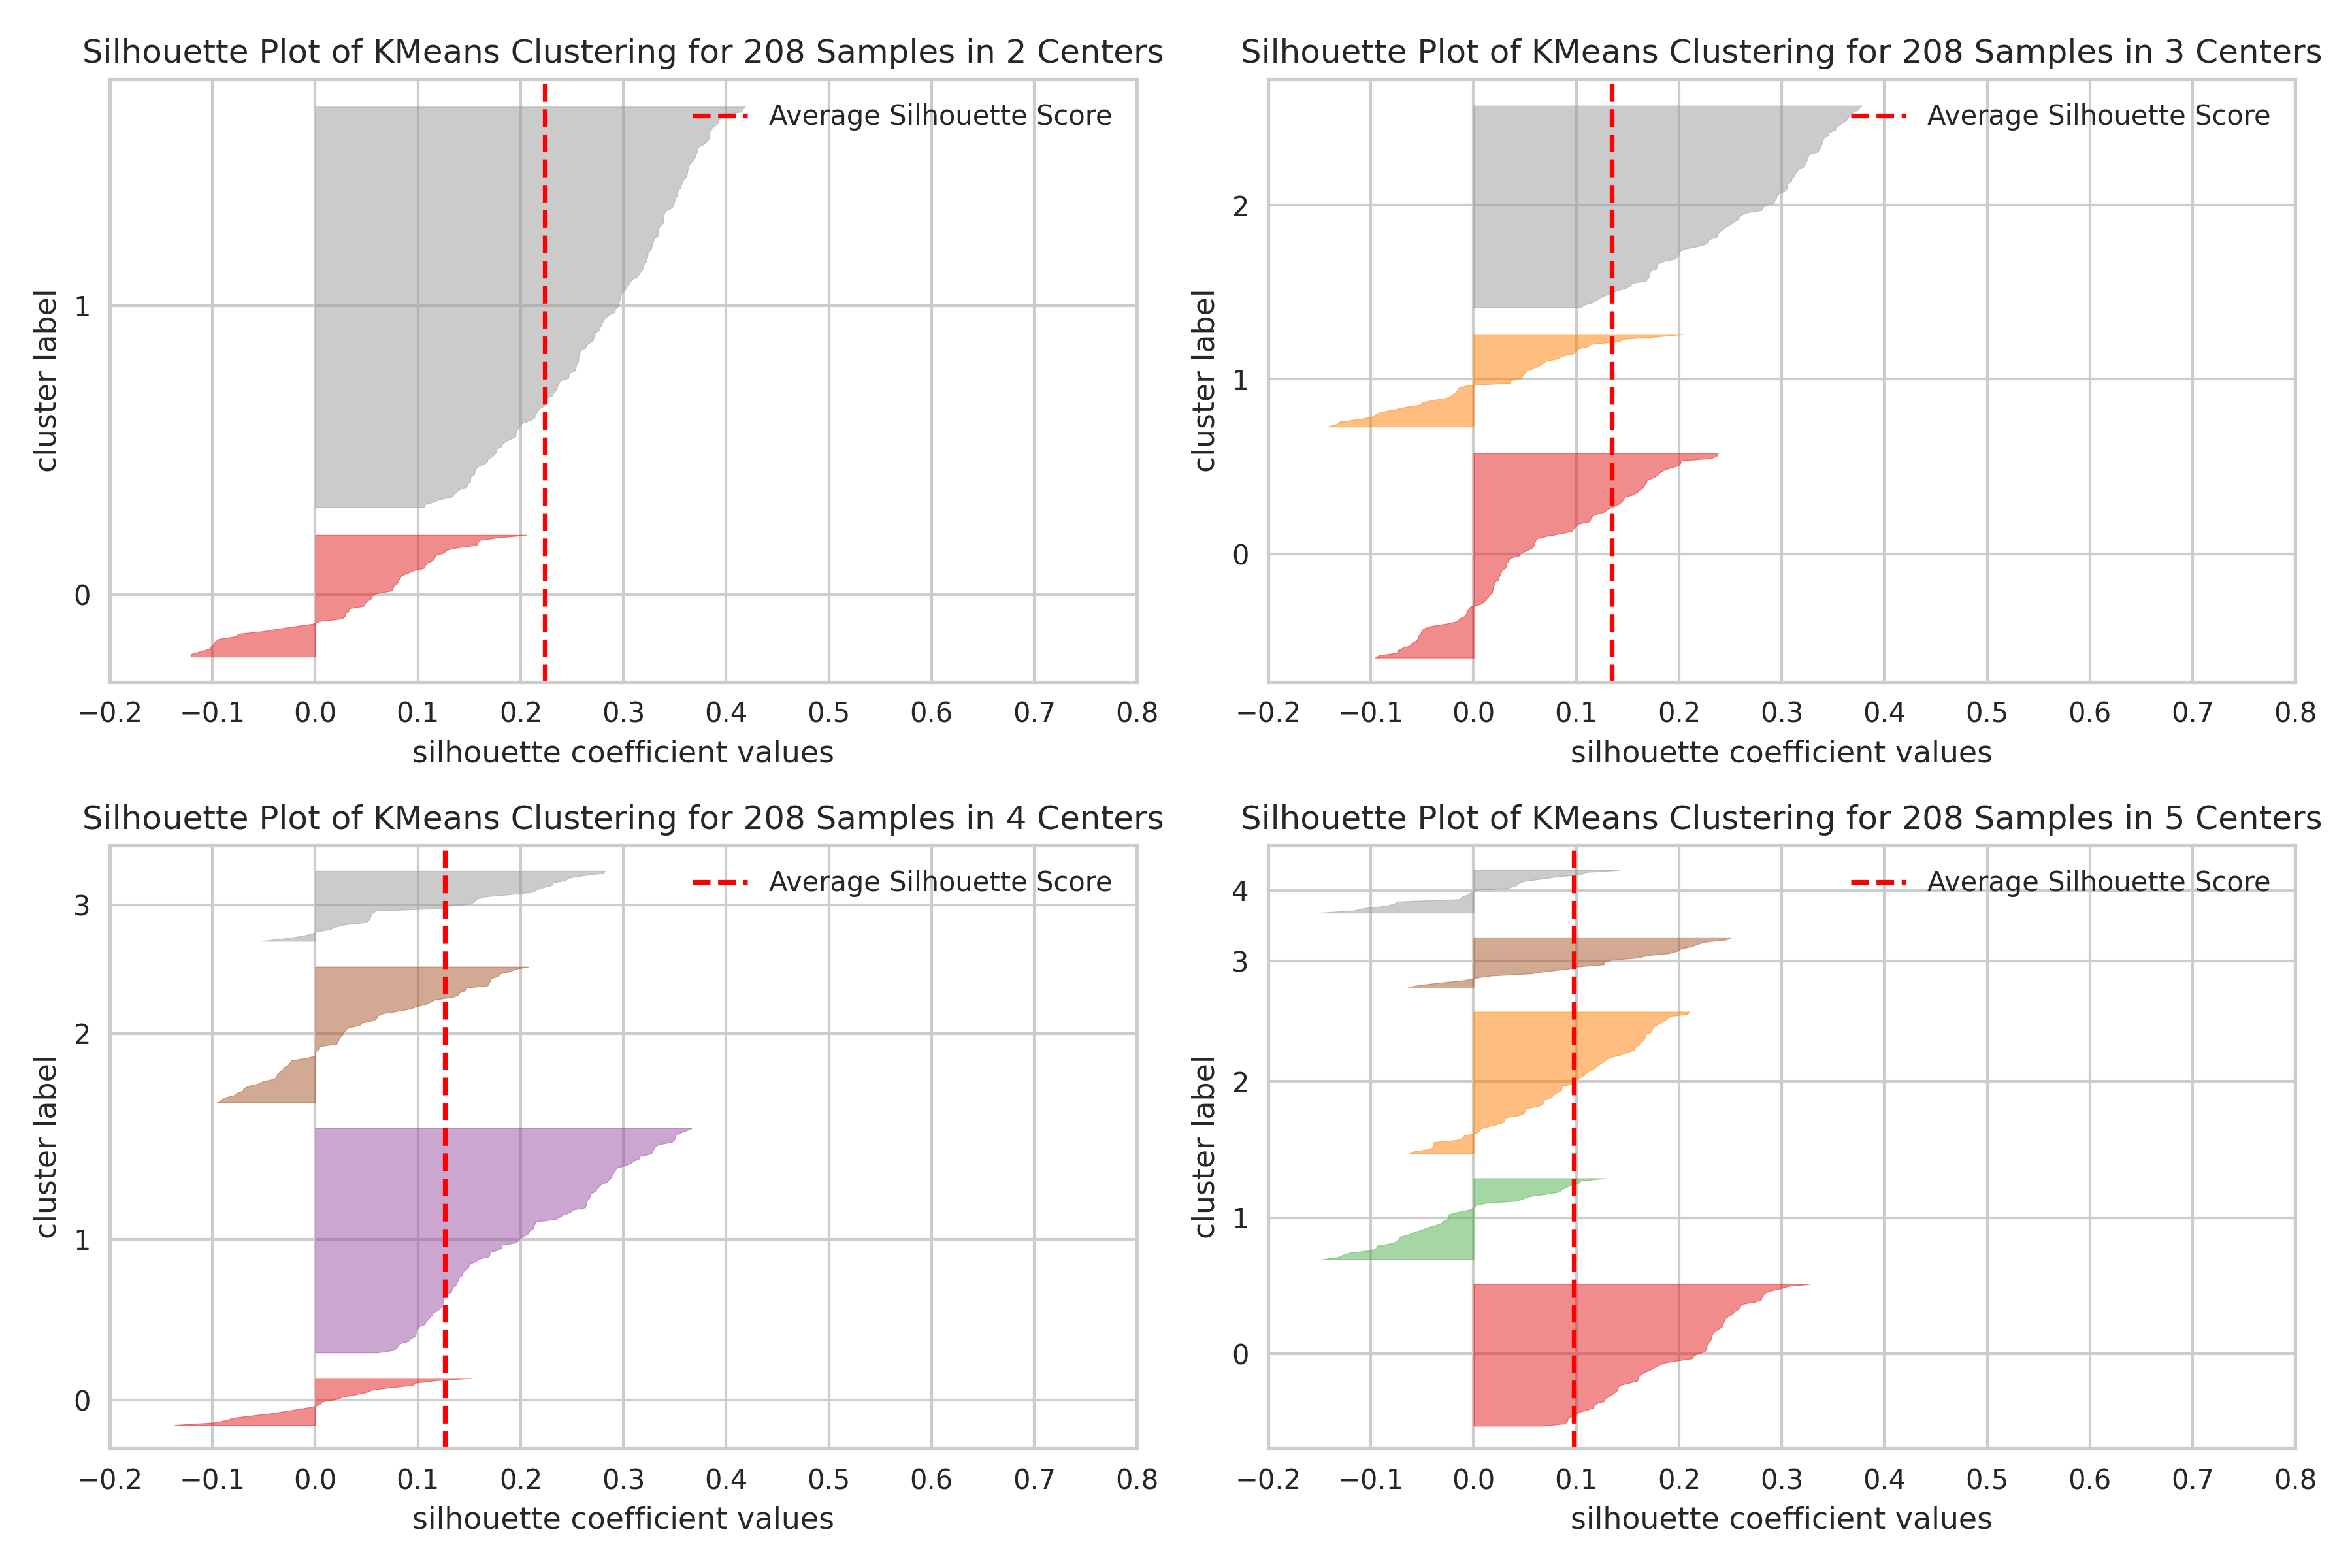 Silhouette Plot of KMeans Clustering for 208 Samples in 2 Centers
Average Silhouette Score
cluster label
1
0
−0.2 −0.1 0.0 0.1 0.2 0.3 0.4 0.5 0.6 0.7 0.8
silhouette coefficient values
Silhouette Plot of KMeans Clustering for 208 Samples in 3 Centers
Average Silhouette Score
cluster label
2
1
0
−0.2 −0.1 0.0 0.1 0.2 0.3 0.4 0.5 0.6 0.7 0.8
silhouette coefficient values
Silhouette Plot of KMeans Clustering for 208 Samples in 4 Centers
Average Silhouette Score
cluster label
3
2
1
0
−0.2 −0.1 0.0 0.1 0.2 0.3 0.4 0.5 0.6 0.7 0.8
silhouette coefficient values
Silhouette Plot of KMeans Clustering for 208 Samples in 5 Centers
Average Silhouette Score
cluster label
4
3
2
1
0
−0.2 −0.1 0.0 0.1 0.2 0.3 0.4 0.5 0.6 0.7 0.8
silhouette coefficient values